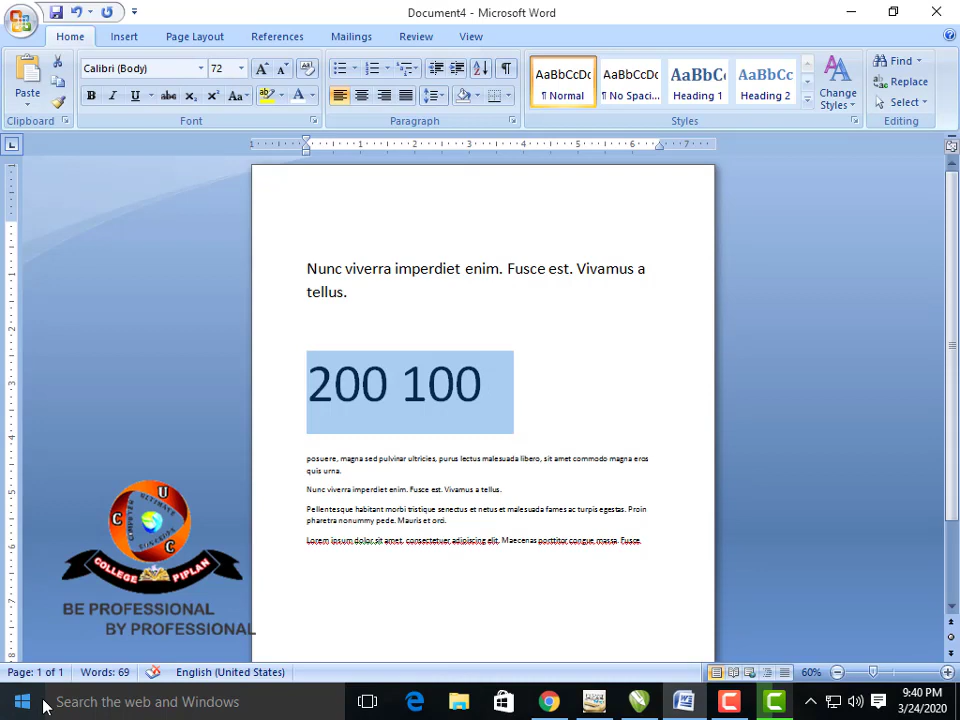 Document4 - Microsoft Word
Home Insert Page Layout References Mailings Review View
Paste
Calibri (Body) 72
AaBbCcDc AaBbCcDc AaBbCc AaBbCc
¶ Normal ¶ No Spaci... Heading 1 Heading 2
Change Styles
Find
Replace
Select
Clipboard Font Paragraph Styles Editing
Nunc viverra imperdiet enim. Fusce est. Vivamus a
tellus.
200 100
posuere, magna sed pulvinar ultricies, purus lectus malesuada libero, sit amet commodo magna eros
quis urna.
Nunc viverra imperdiet enim. Fusce est. Vivamus a tellus.
Pellentesque habitant morbi tristique senectus et netus et malesuada fames ac turpis egestas. Proin
pharetra nonummy pede. Mauris et orci.
Lorem ipsum dolor sit amet, consectetuer adipiscing elit. Maecenas porttitor congue massa. Fusce
U
C C
COLLEGE PIPLAN
BE PROFESSIONAL
BY PROFESSIONAL
Page: 1 of 1 Words: 69 English (United States) 60%
Search the web and Windows
9:40 PM
3/24/2020